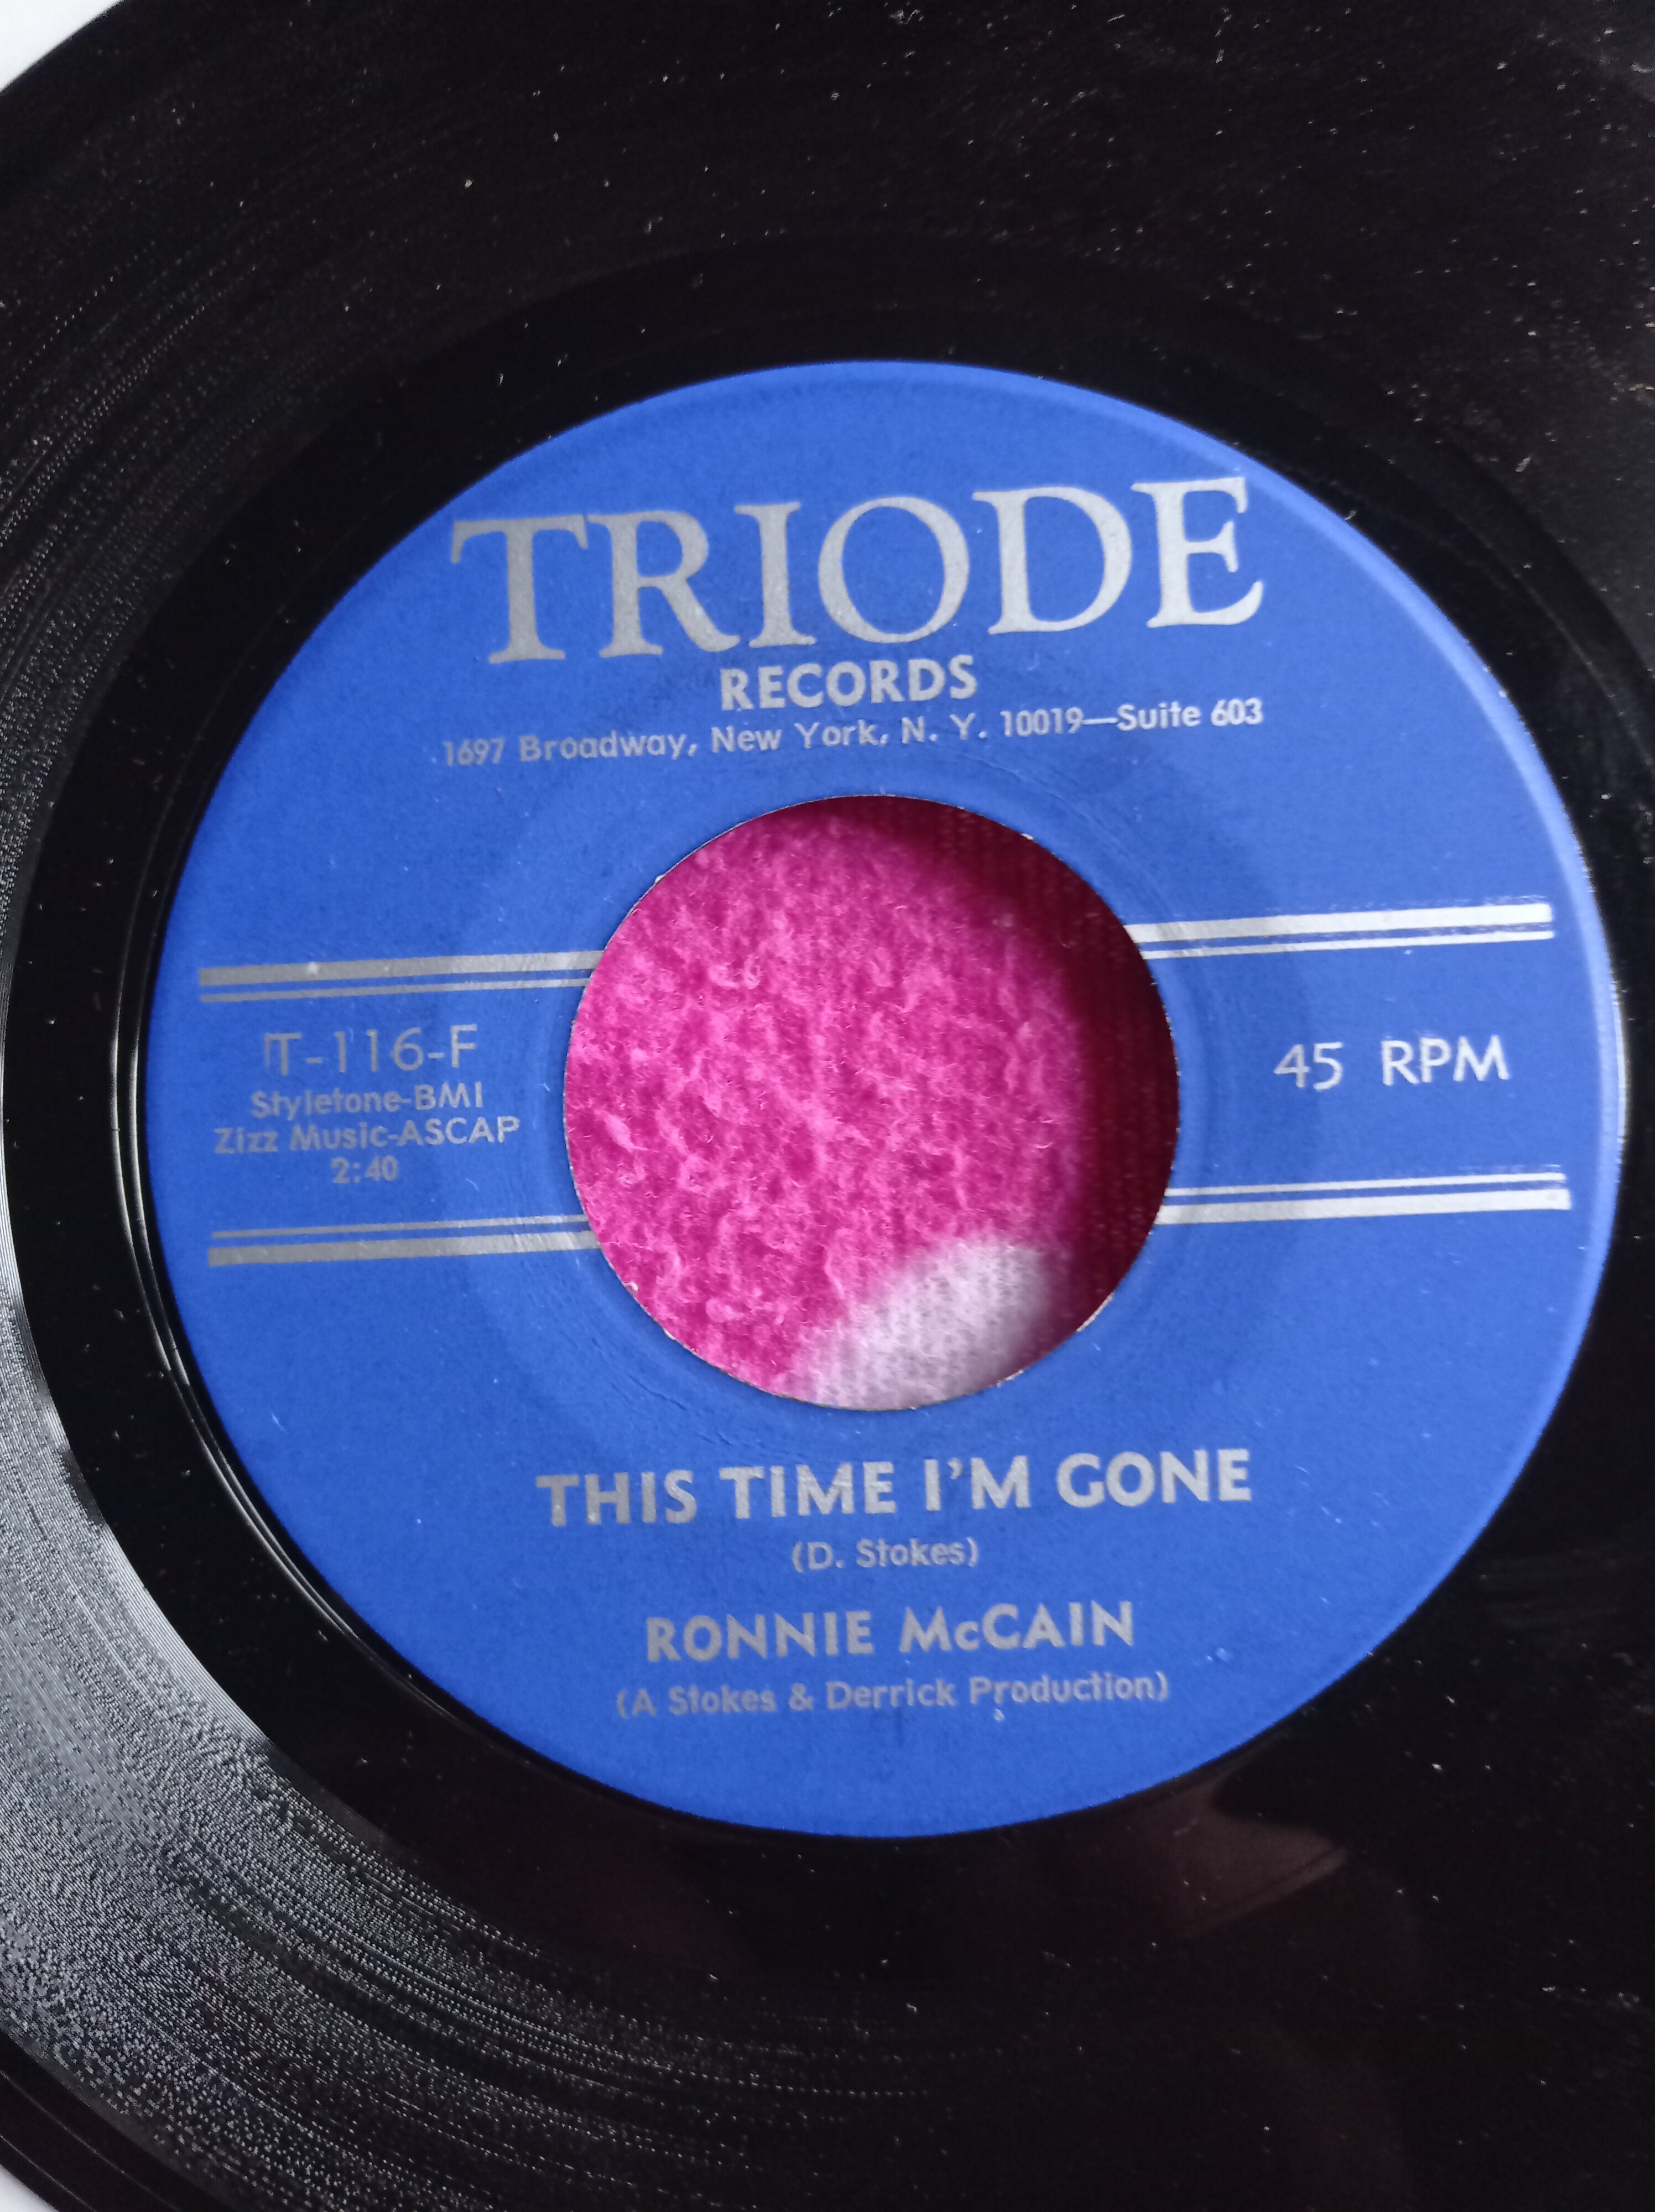 TRIODE
RECORDS
1697 Broadway, New York, N. Y. 10019—Suite 603
T-116-F
Styletone-BMI
Zizz Music-ASCAP
2:40
45 RPM
THIS TIME I'M GONE
(D. Stokes)
RONNIE McCAIN
(A Stokes & Derrick Production)